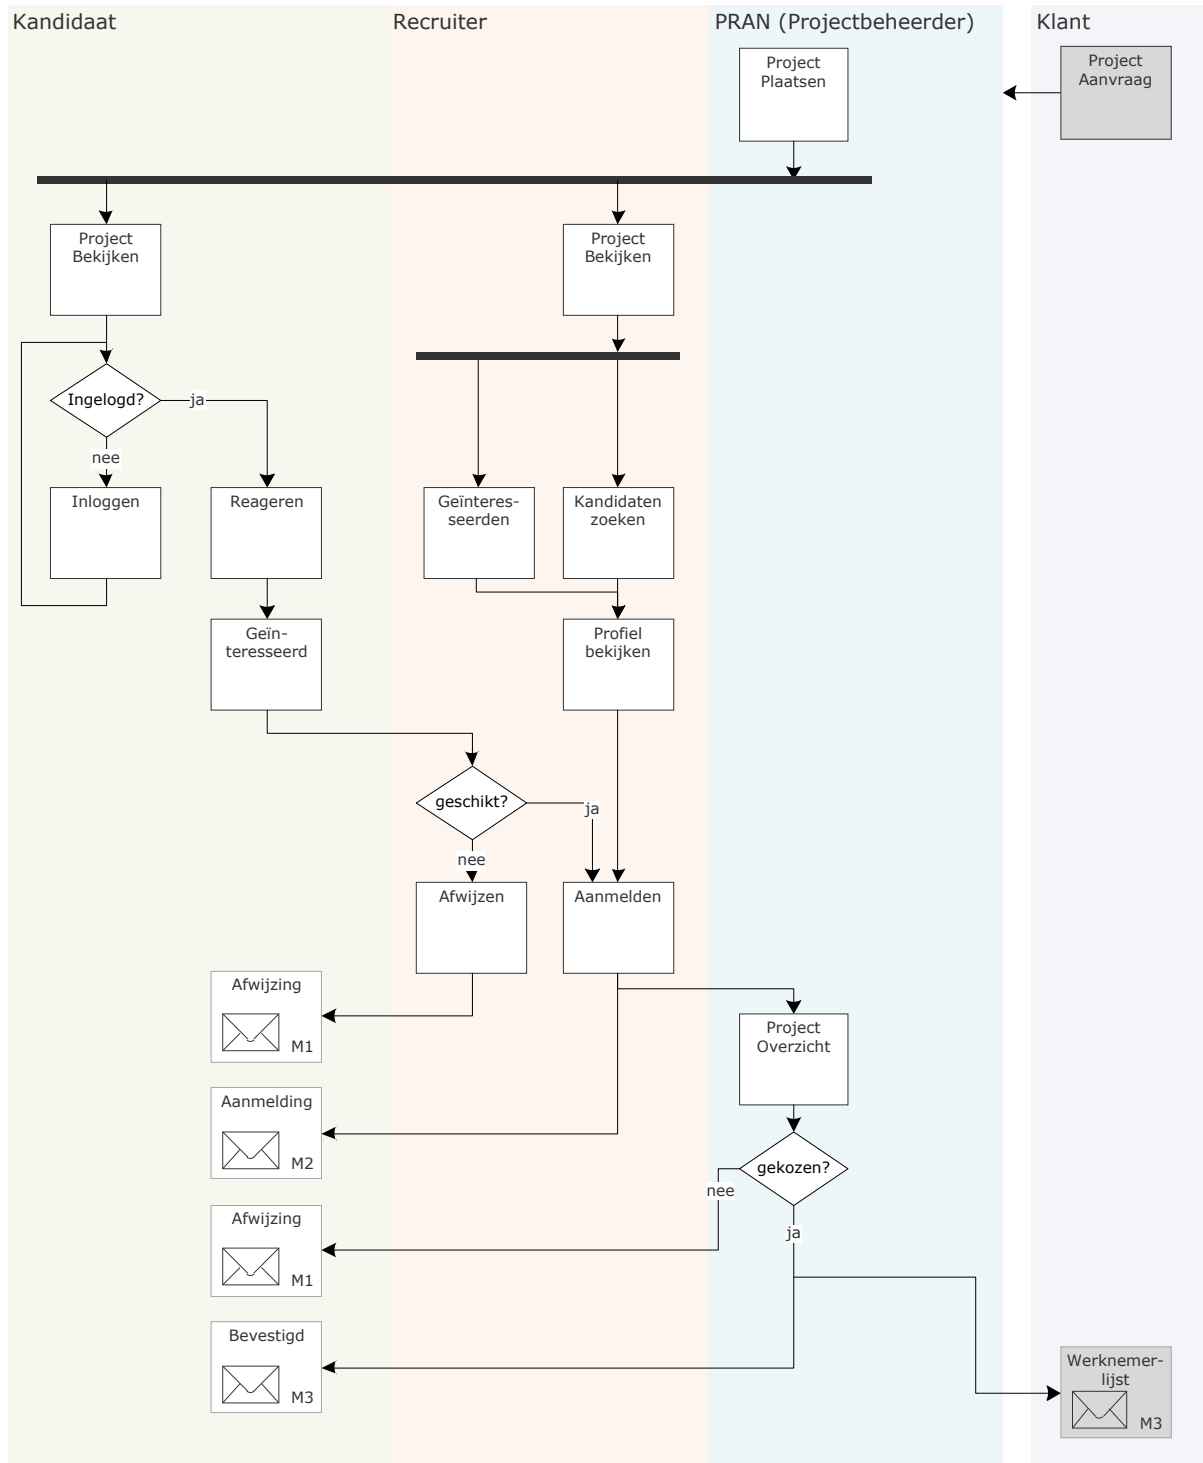 Kandidaat
Recruiter
PRAN (Projectbeheerder)
Klant
Project
Plaatsen
Project
Aanvraag
Project
Bekijken
Project
Bekijken
Ingelogd?
ja
nee
Inloggen
Reageren
Geïnteres-
seerden
Kandidaten
zoeken
Geïn-
teresseerd
Profiel
bekijken
geschikt?
ja
nee
Afwijzen
Aanmelden
Afwijzing
M1
Project
Overzicht
Aanmelding
M2
gekozen?
nee
ja
Afwijzing
M1
Bevestigd
M3
Werknemer-
lijst
M3